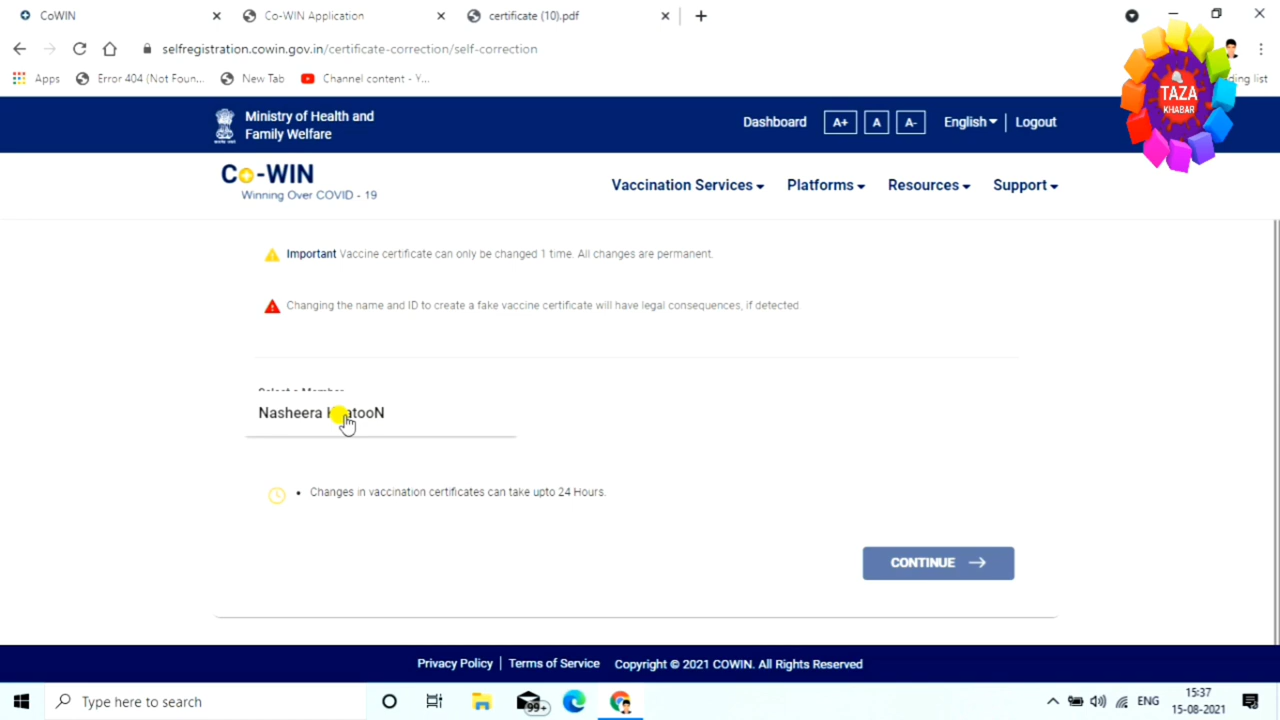 CoWIN
Co-WIN Application
certificate (10).pdf
selfregistration.cowin.gov.in/certificate-correction/self-correction
Apps
Error 404 (Not Foun...
New Tab
Channel content - Y...
ding list
TAZA
KHABAR
Ministry of Health and
Family Welfare
Dashboard
A+
A
A-
English
Logout
Co-WIN
Winning Over COVID - 19
Vaccination Services
Platforms
Resources
Support
Important Vaccine certificate can only be changed 1 time. All changes are permanent.
Changing the name and ID to create a fake vaccine certificate will have legal consequences, if detected.
Select a Member
Nasheera
Changes in vaccination certificates can take upto 24 Hours.
CONTINUE
Privacy Policy | Terms of Service Copyright © 2021 COWIN. All Rights Reserved
Type here to search
99+
ENG
15:37
15-08-2021